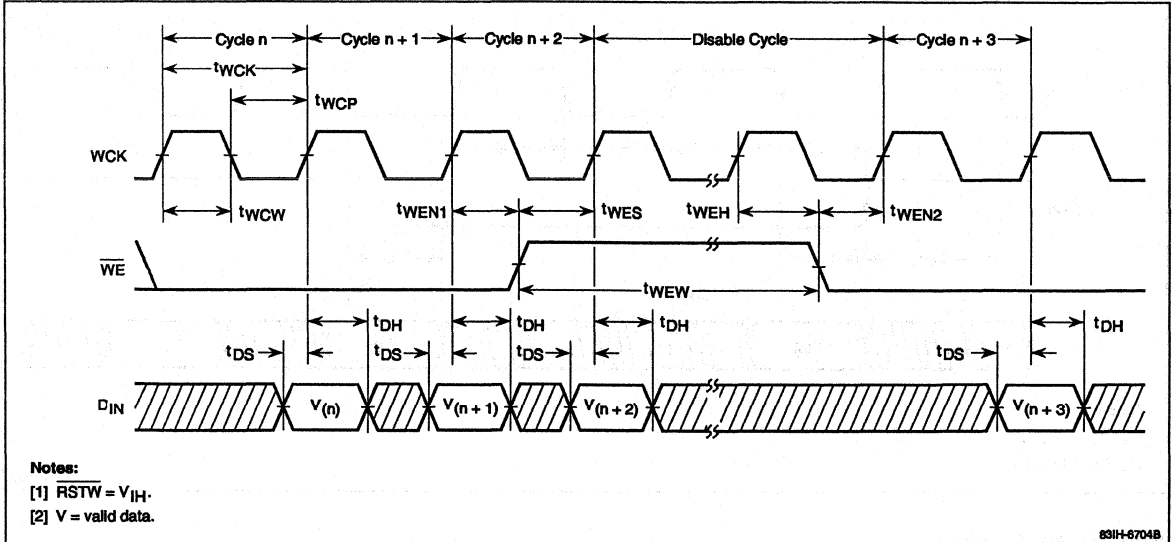 Cycle n Cycle n + 1 Cycle n + 2 Disable Cycle Cycle n + 3
tWCK
tWCP
WCK
tWCW tWEN1 tWES tWEH tWEN2
WE
tWEW
tDH tDH tDH tDH
tDS tDS tDS tDS
DIN V(n) V(n + 1) V(n + 2) V(n + 3)
Notes:
[1] RSTW = VIH.
[2] V = valid data.
83IH-6704B